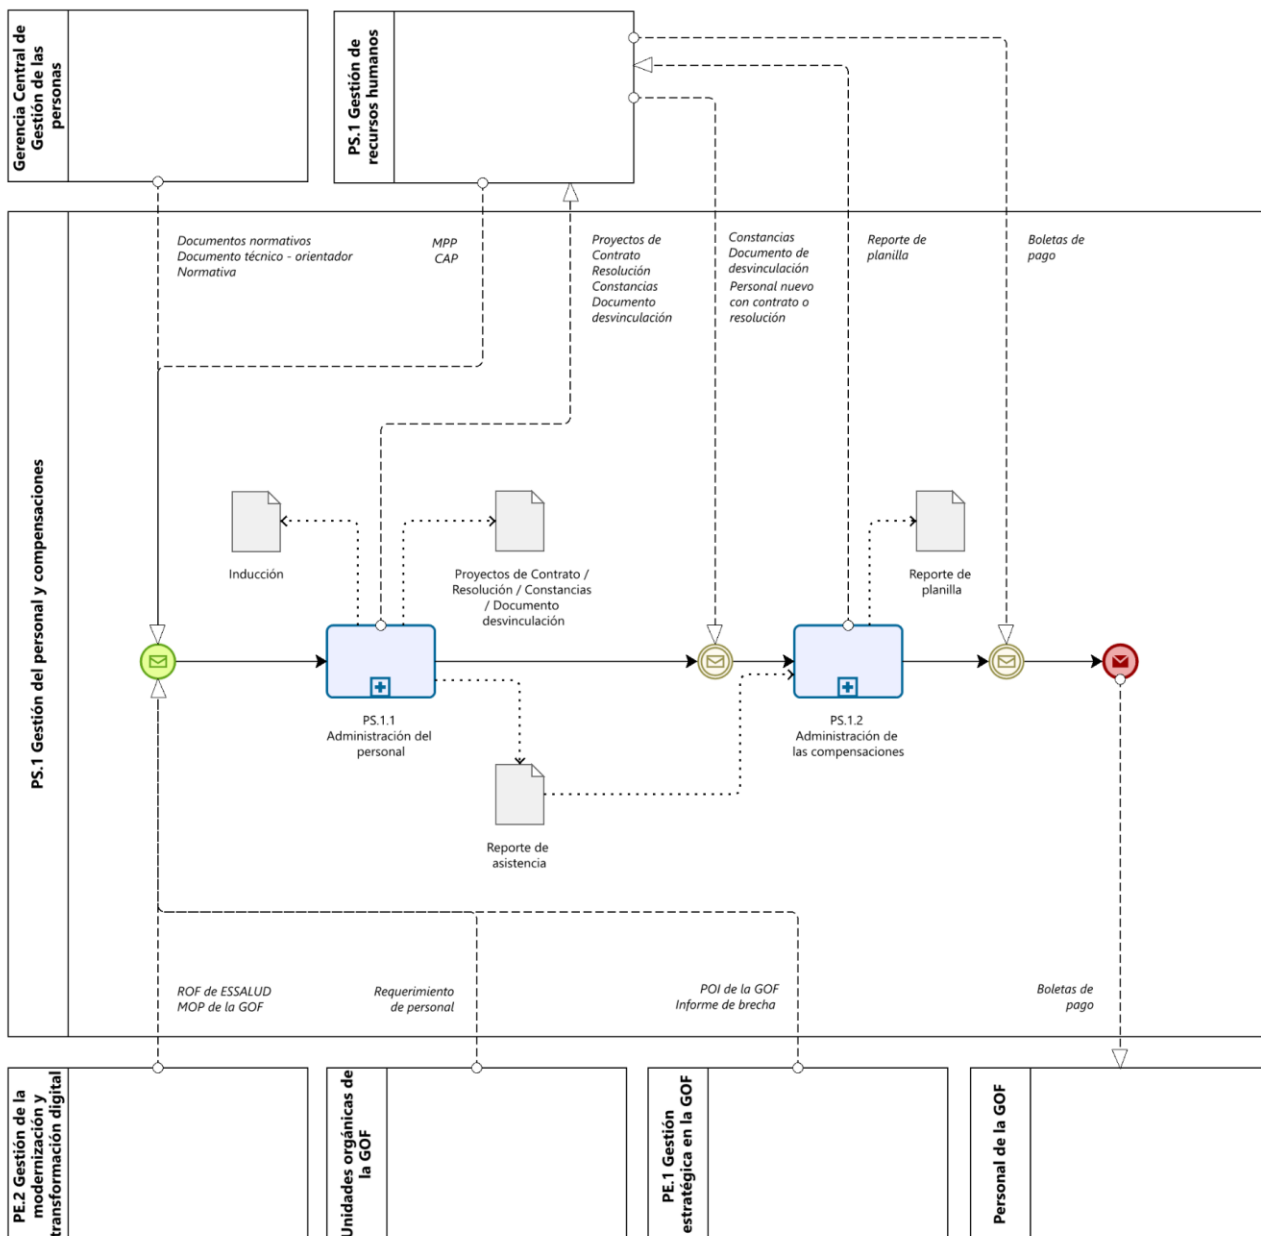 Gerencia Central de
Gestión de las
personas
PS.1 Gestión de
recursos humanos
PS.1 Gestión del personal y compensaciones
Documentos normativos
Documento técnico - orientador
Normativa
MPP
CAP
Proyectos de
Contrato
Resolución
Constancias
Documento
desvinculación
Constancias
Documento de
desvinculación
Personal nuevo
con contrato o
resolución
Reporte de
planilla
Boletas de
pago
Inducción
Proyectos de Contrato /
Resolución / Constancias
/ Documento
desvinculación
Reporte de
planilla
PS.1.1
Administración del
personal
PS.1.2
Administración de
las compensaciones
Reporte de
asistencia
ROF de ESSALUD
MOP de la GOF
Requerimiento
de personal
POI de la GOF
Informe de brecha
Boletas de
pago
PE.2 Gestión de la
modernización y
transformación digital
Unidades orgánicas de
la GOF
PE.1 Gestión
estratégica en la GOF
Personal de la GOF